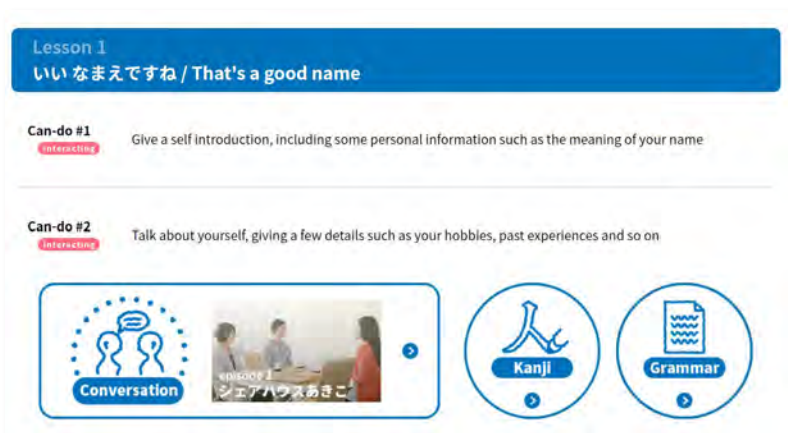 Lesson 1
いい なまえですね / That's a good name
Can-do #1
Interacting
Give a self introduction, including some personal information such as the meaning of your name
Can-do #2
Interacting
Talk about yourself, giving a few details such as your hobbies, past experiences and so on
Conversation
episode 1
シェアハウスあきこ
人
Kanji
Grammar